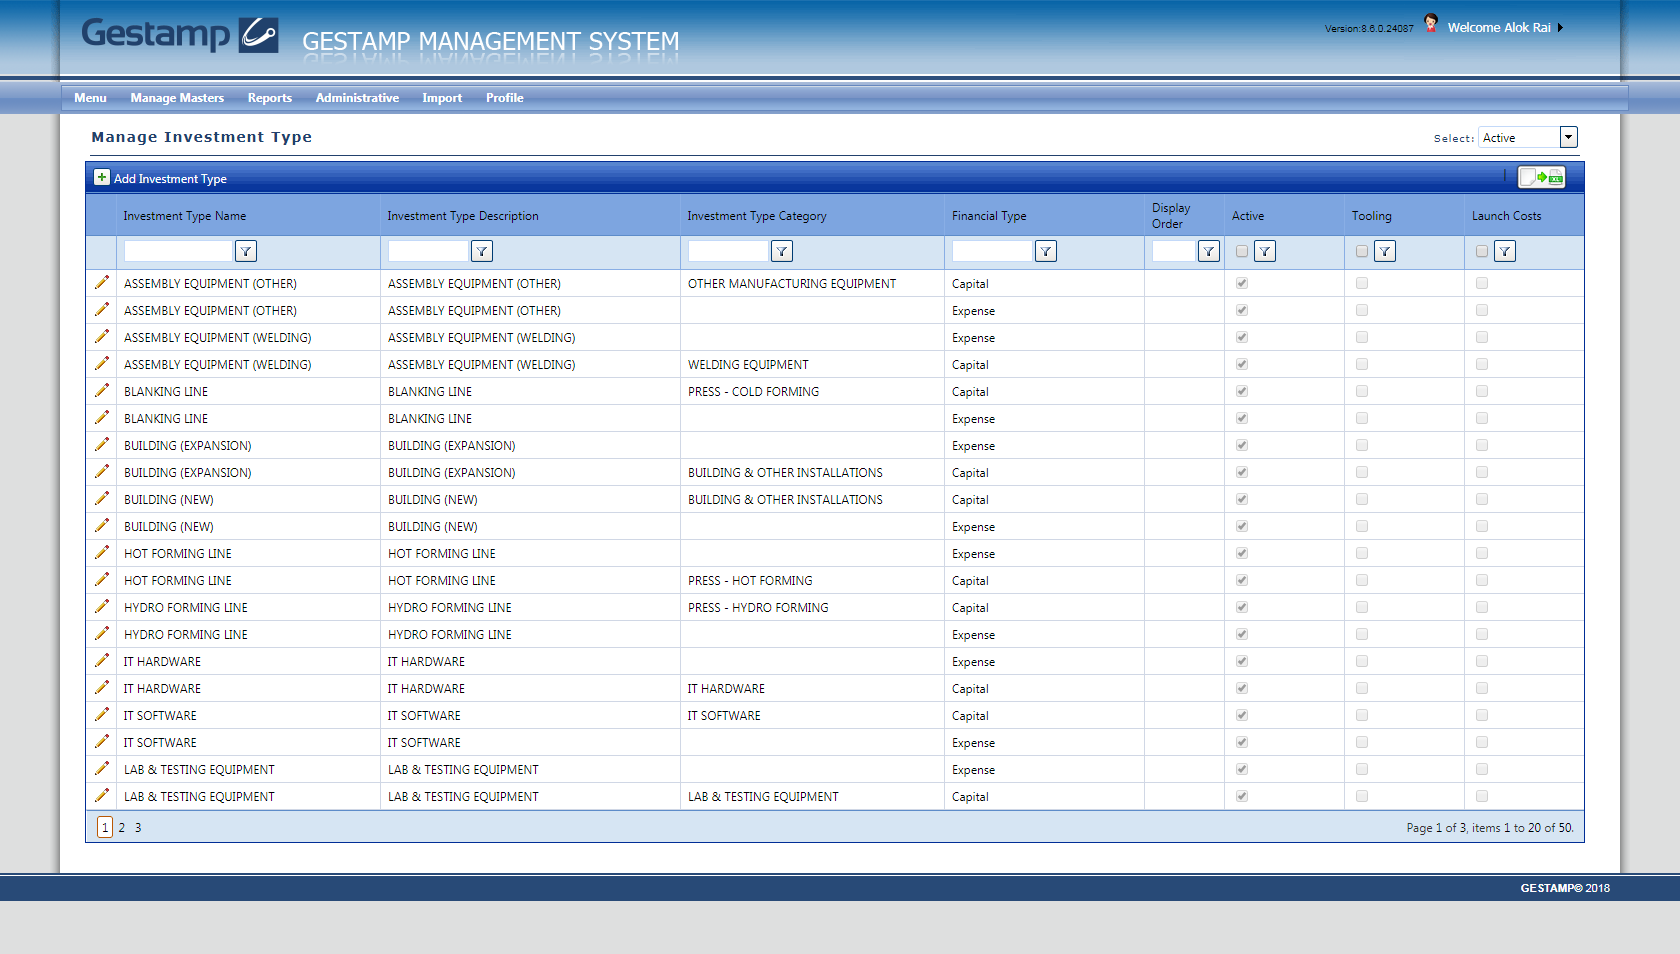 Gestamp
GESTAMP MANAGEMENT SYSTEM
Version:8.6.0.24087
Welcome Alok Rai
Menu Manage Masters Reports Administrative Import Profile
Manage Investment Type
Select: Active
Add Investment Type
Investment Type Name Investment Type Description Investment Type Category Financial Type Display Order Active Tooling Launch Costs
ASSEMBLY EQUIPMENT (OTHER) ASSEMBLY EQUIPMENT (OTHER) OTHER MANUFACTURING EQUIPMENT Capital
ASSEMBLY EQUIPMENT (OTHER) ASSEMBLY EQUIPMENT (OTHER) Expense
ASSEMBLY EQUIPMENT (WELDING) ASSEMBLY EQUIPMENT (WELDING) Expense
ASSEMBLY EQUIPMENT (WELDING) ASSEMBLY EQUIPMENT (WELDING) WELDING EQUIPMENT Capital
BLANKING LINE BLANKING LINE PRESS - COLD FORMING Capital
BLANKING LINE BLANKING LINE Expense
BUILDING (EXPANSION) BUILDING (EXPANSION) Expense
BUILDING (EXPANSION) BUILDING (EXPANSION) BUILDING & OTHER INSTALLATIONS Capital
BUILDING (NEW) BUILDING (NEW) BUILDING & OTHER INSTALLATIONS Capital
BUILDING (NEW) BUILDING (NEW) Expense
HOT FORMING LINE HOT FORMING LINE Expense
HOT FORMING LINE HOT FORMING LINE PRESS - HOT FORMING Capital
HYDRO FORMING LINE HYDRO FORMING LINE PRESS - HYDRO FORMING Capital
HYDRO FORMING LINE HYDRO FORMING LINE Expense
IT HARDWARE IT HARDWARE Expense
IT HARDWARE IT HARDWARE IT HARDWARE Capital
IT SOFTWARE IT SOFTWARE IT SOFTWARE Capital
IT SOFTWARE IT SOFTWARE Expense
LAB & TESTING EQUIPMENT LAB & TESTING EQUIPMENT Expense
LAB & TESTING EQUIPMENT LAB & TESTING EQUIPMENT LAB & TESTING EQUIPMENT Capital
1 2 3
Page 1 of 3, items 1 to 20 of 50.
GESTAMP© 2018